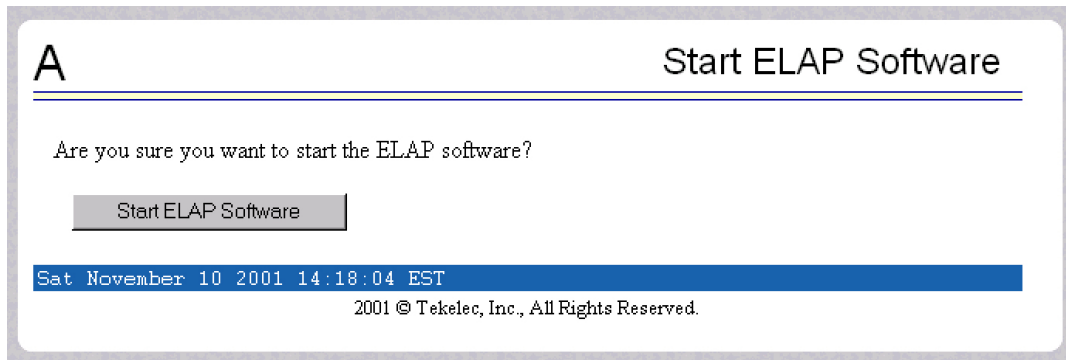 A
Start ELAP Software
Are you sure you want to start the ELAP software?
Start ELAP Software
Sat November 10 2001 14:18:04 EST
2001 © Tekelec, Inc., All Rights Reserved.